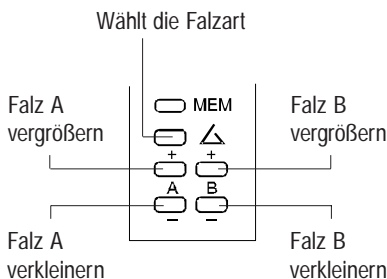 Wählt die Falzart
MEM
Falz A
vergrößern
Falz B
vergrößern
+ +
A B
– –
Falz A
verkleinern
Falz B
verkleinern